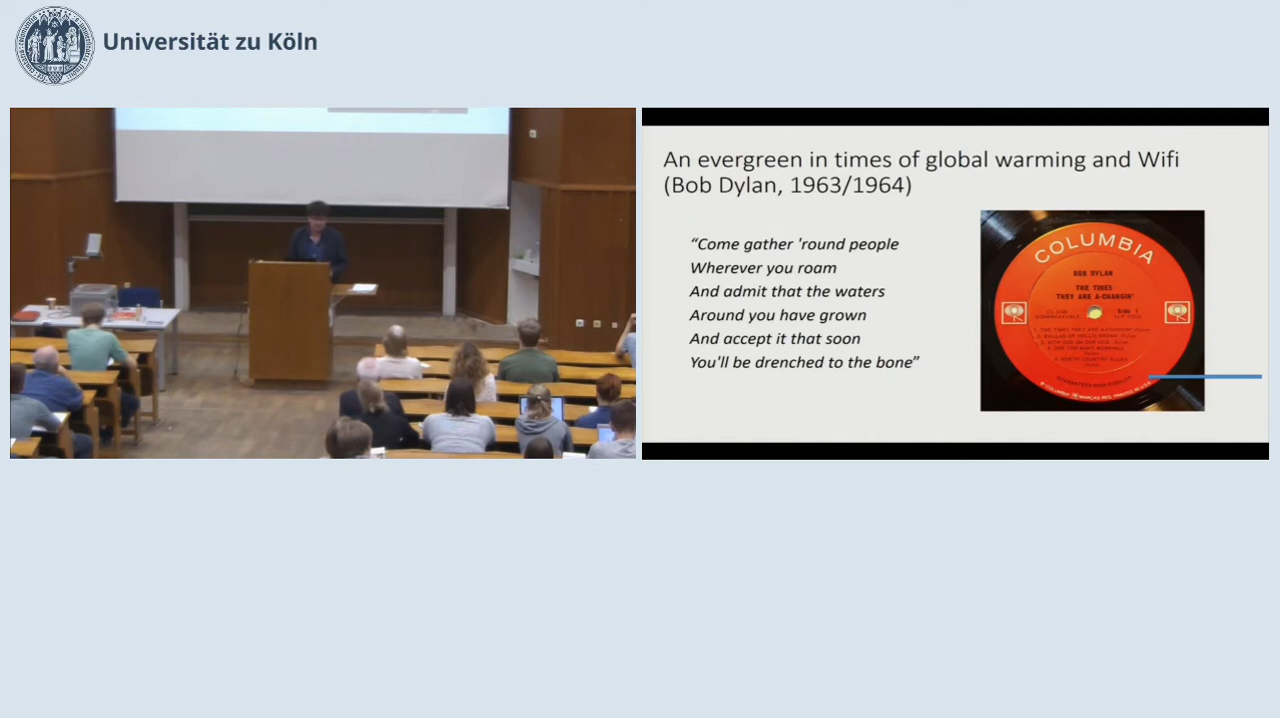 Universität zu Köln
An evergreen in times of global warming and Wifi
(Bob Dylan, 1963/1964)
“Come gather 'round people
Wherever you roam
And admit that the waters
Around you have grown
And accept it that soon
You'll be drenched to the bone”
COLUMBIA
BOB DYLAN
THE TIMES
THEY ARE A-CHANGIN'
Side 1